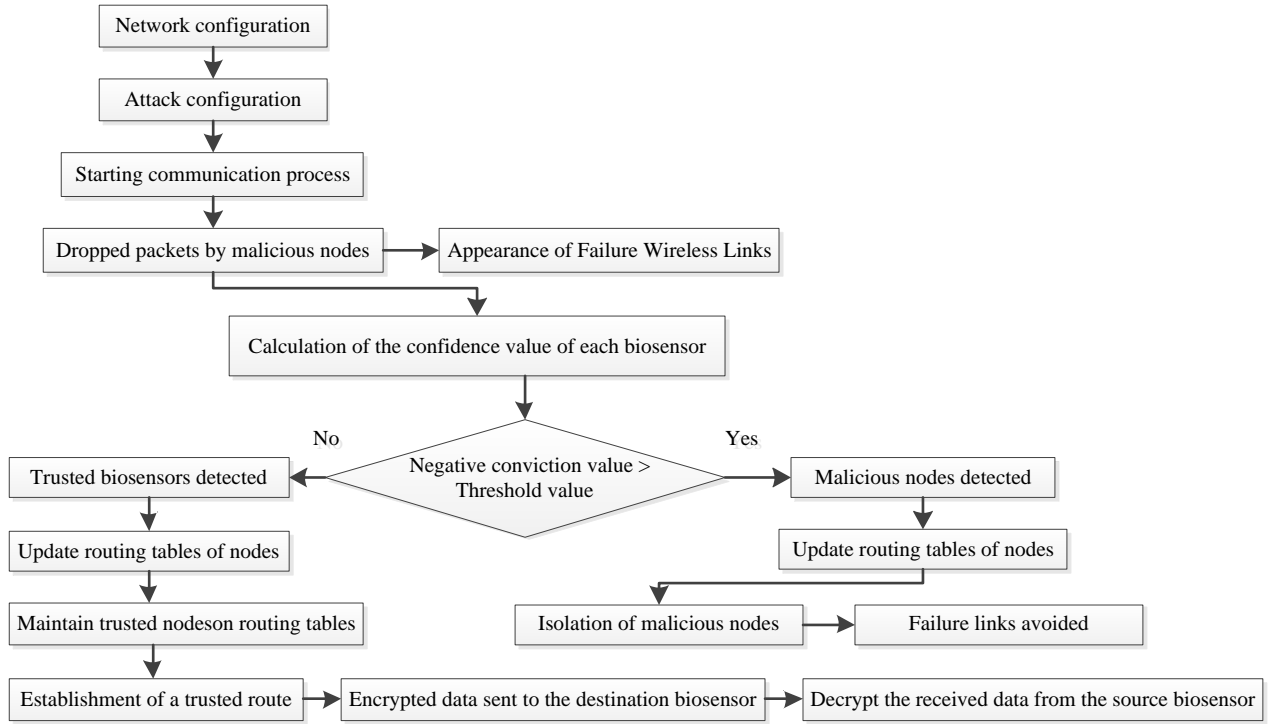 Network configuration
Attack configuration
Starting communication process
Dropped packets by malicious nodes
Appearance of Failure Wireless Links
Calculation of the confidence value of each biosensor
No
Yes
Negative conviction value >
Threshold value
Trusted biosensors detected
Malicious nodes detected
Update routing tables of nodes
Update routing tables of nodes
Maintain trusted nodeson routing tables
Isolation of malicious nodes
Failure links avoided
Establishment of a trusted route
Encrypted data sent to the destination biosensor
Decrypt the received data from the source biosensor